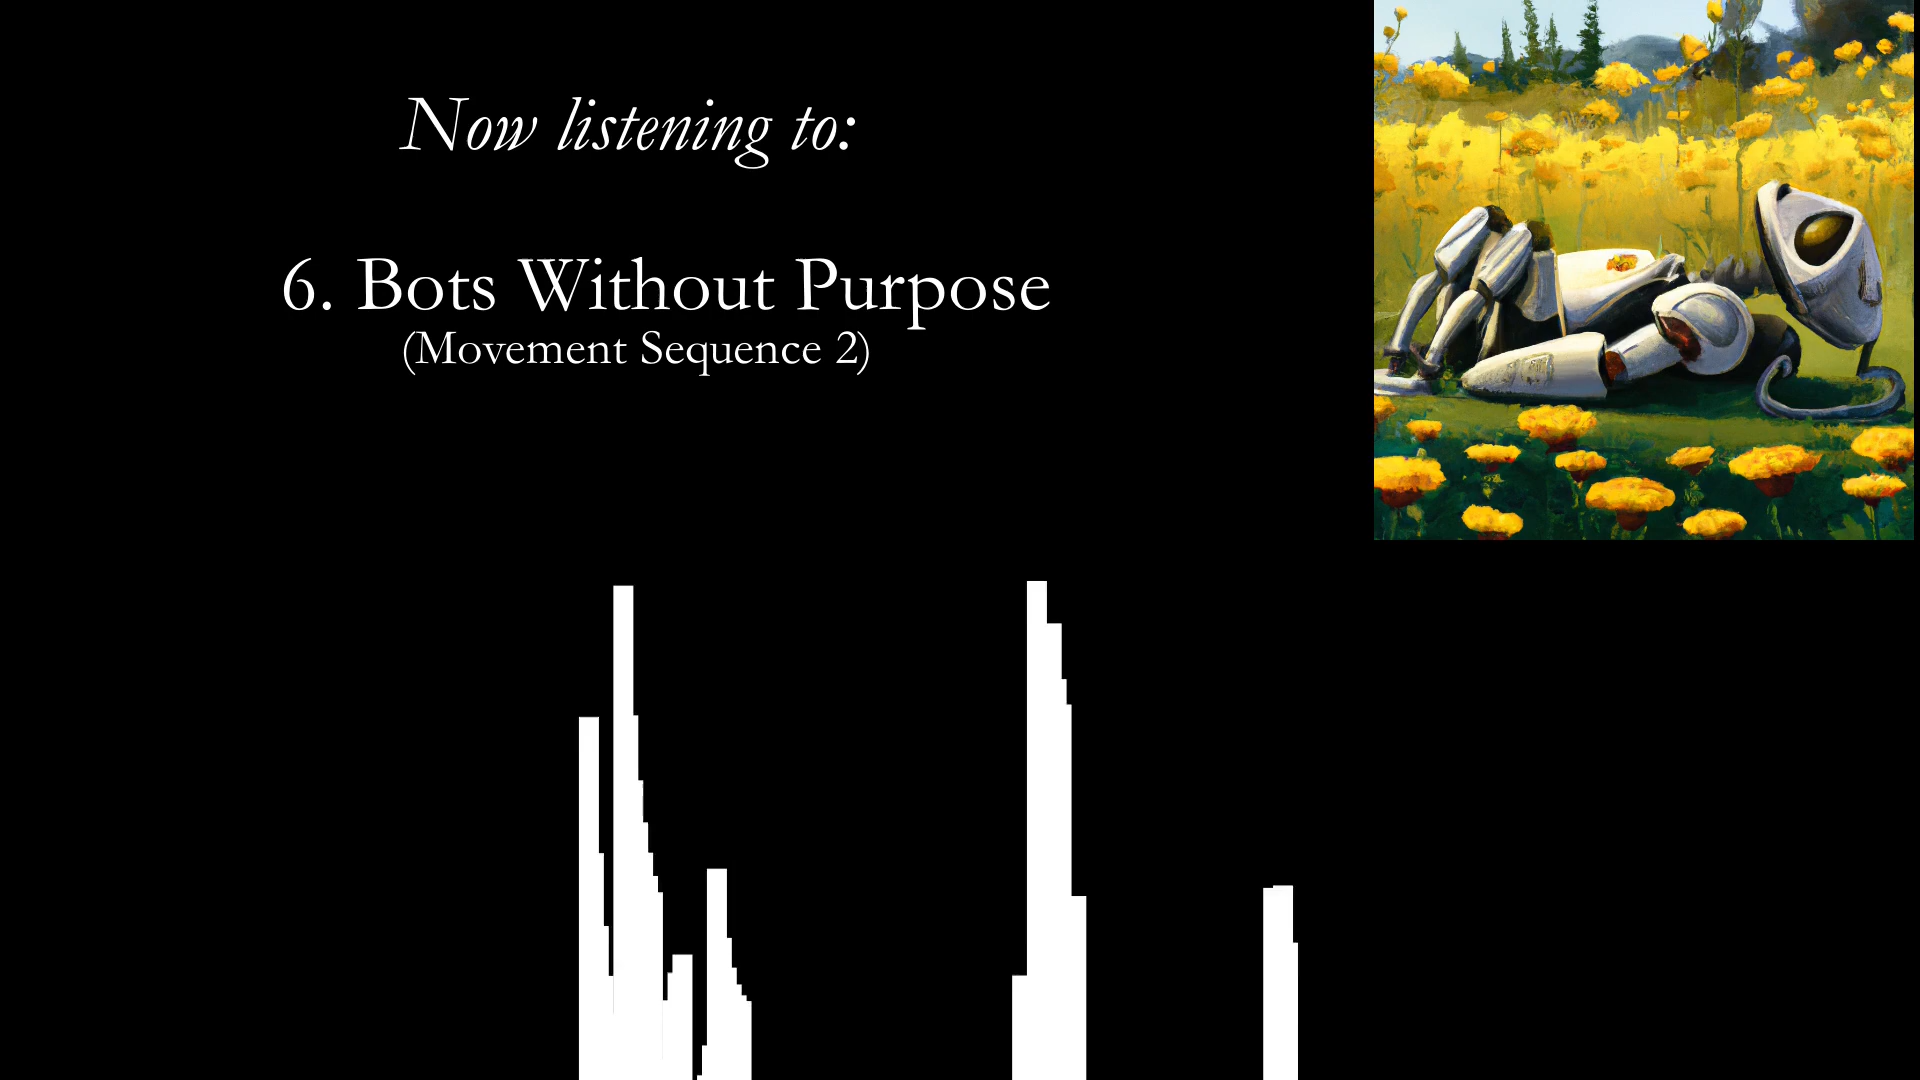 Now listening to:
6. Bots Without Purpose
(Movement Sequence 2)